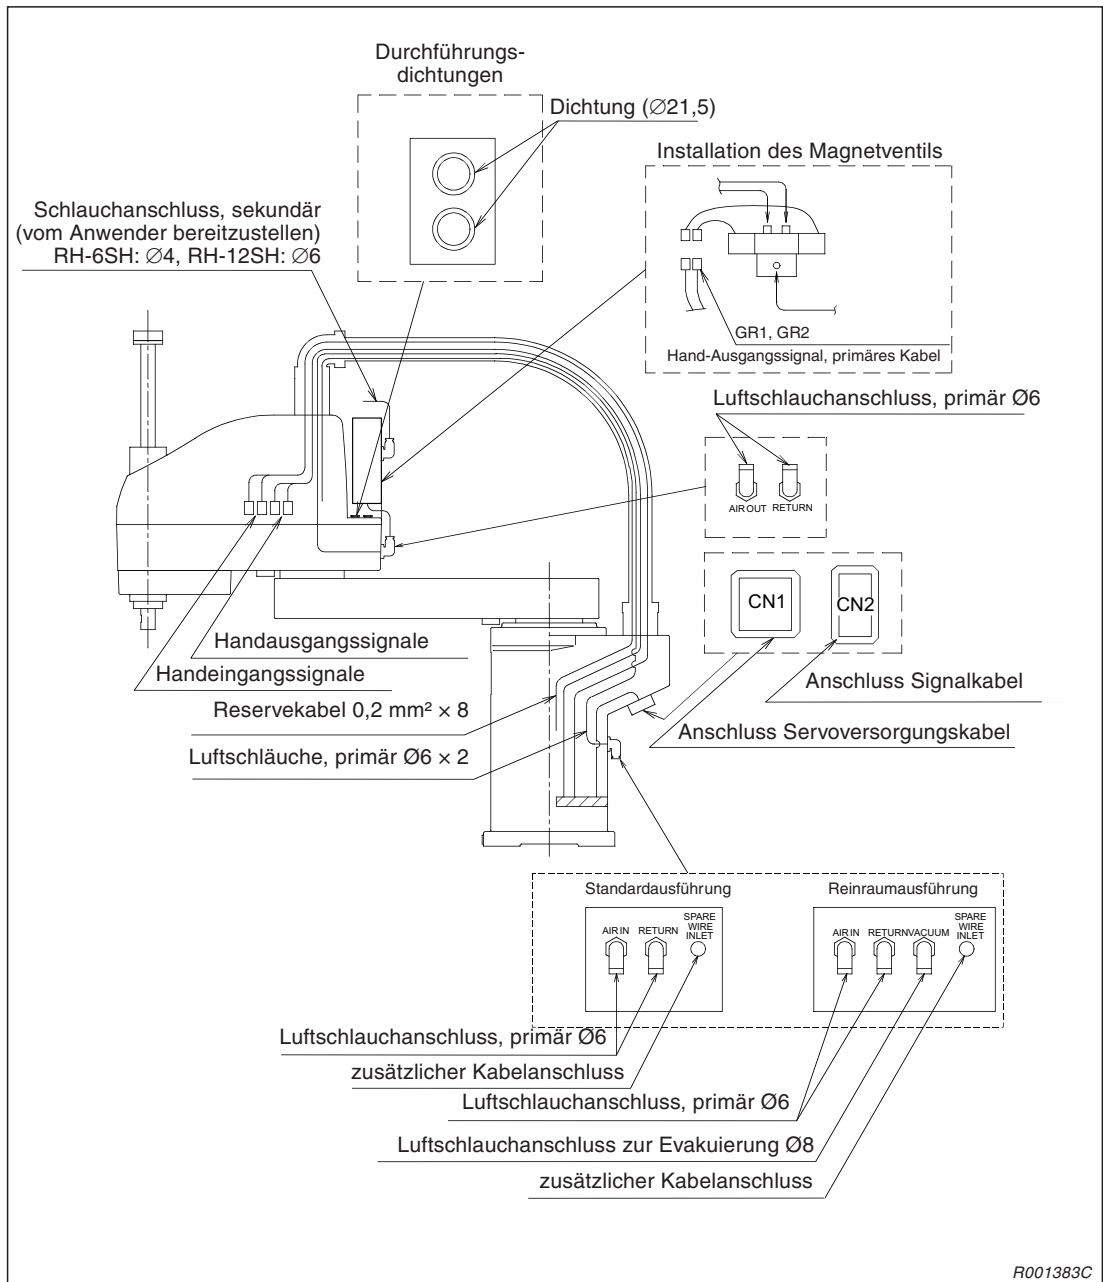 Durchführungs-
dichtungen
Dichtung (∅21,5)
Installation des Magnetventils
Schlauchanschluss, sekundär
(vom Anwender bereitzustellen)
RH-6SH: ∅4, RH-12SH: ∅6
GR1, GR2
Hand-Ausgangssignal, primäres Kabel
Luftschlauchanschluss, primär Ø6
AIR OUT RETURN
CN1
CN2
Handausgangssignale
Handeingangssignale
Anschluss Signalkabel
Reservekabel 0,2 mm² × 8
Anschluss Servoversorgungskabel
Luftschläuche, primär Ø6 × 2
Standardausführung
Reinraumausführung
AIR IN RETURN SPARE
WIRE
INLET
AIR IN RETURN VACUUM SPARE
WIRE
INLET
Luftschlauchanschluss, primär Ø6
zusätzlicher Kabelanschluss
Luftschlauchanschluss, primär Ø6
Luftschlauchanschluss zur Evakuierung Ø8
zusätzlicher Kabelanschluss
R001383C